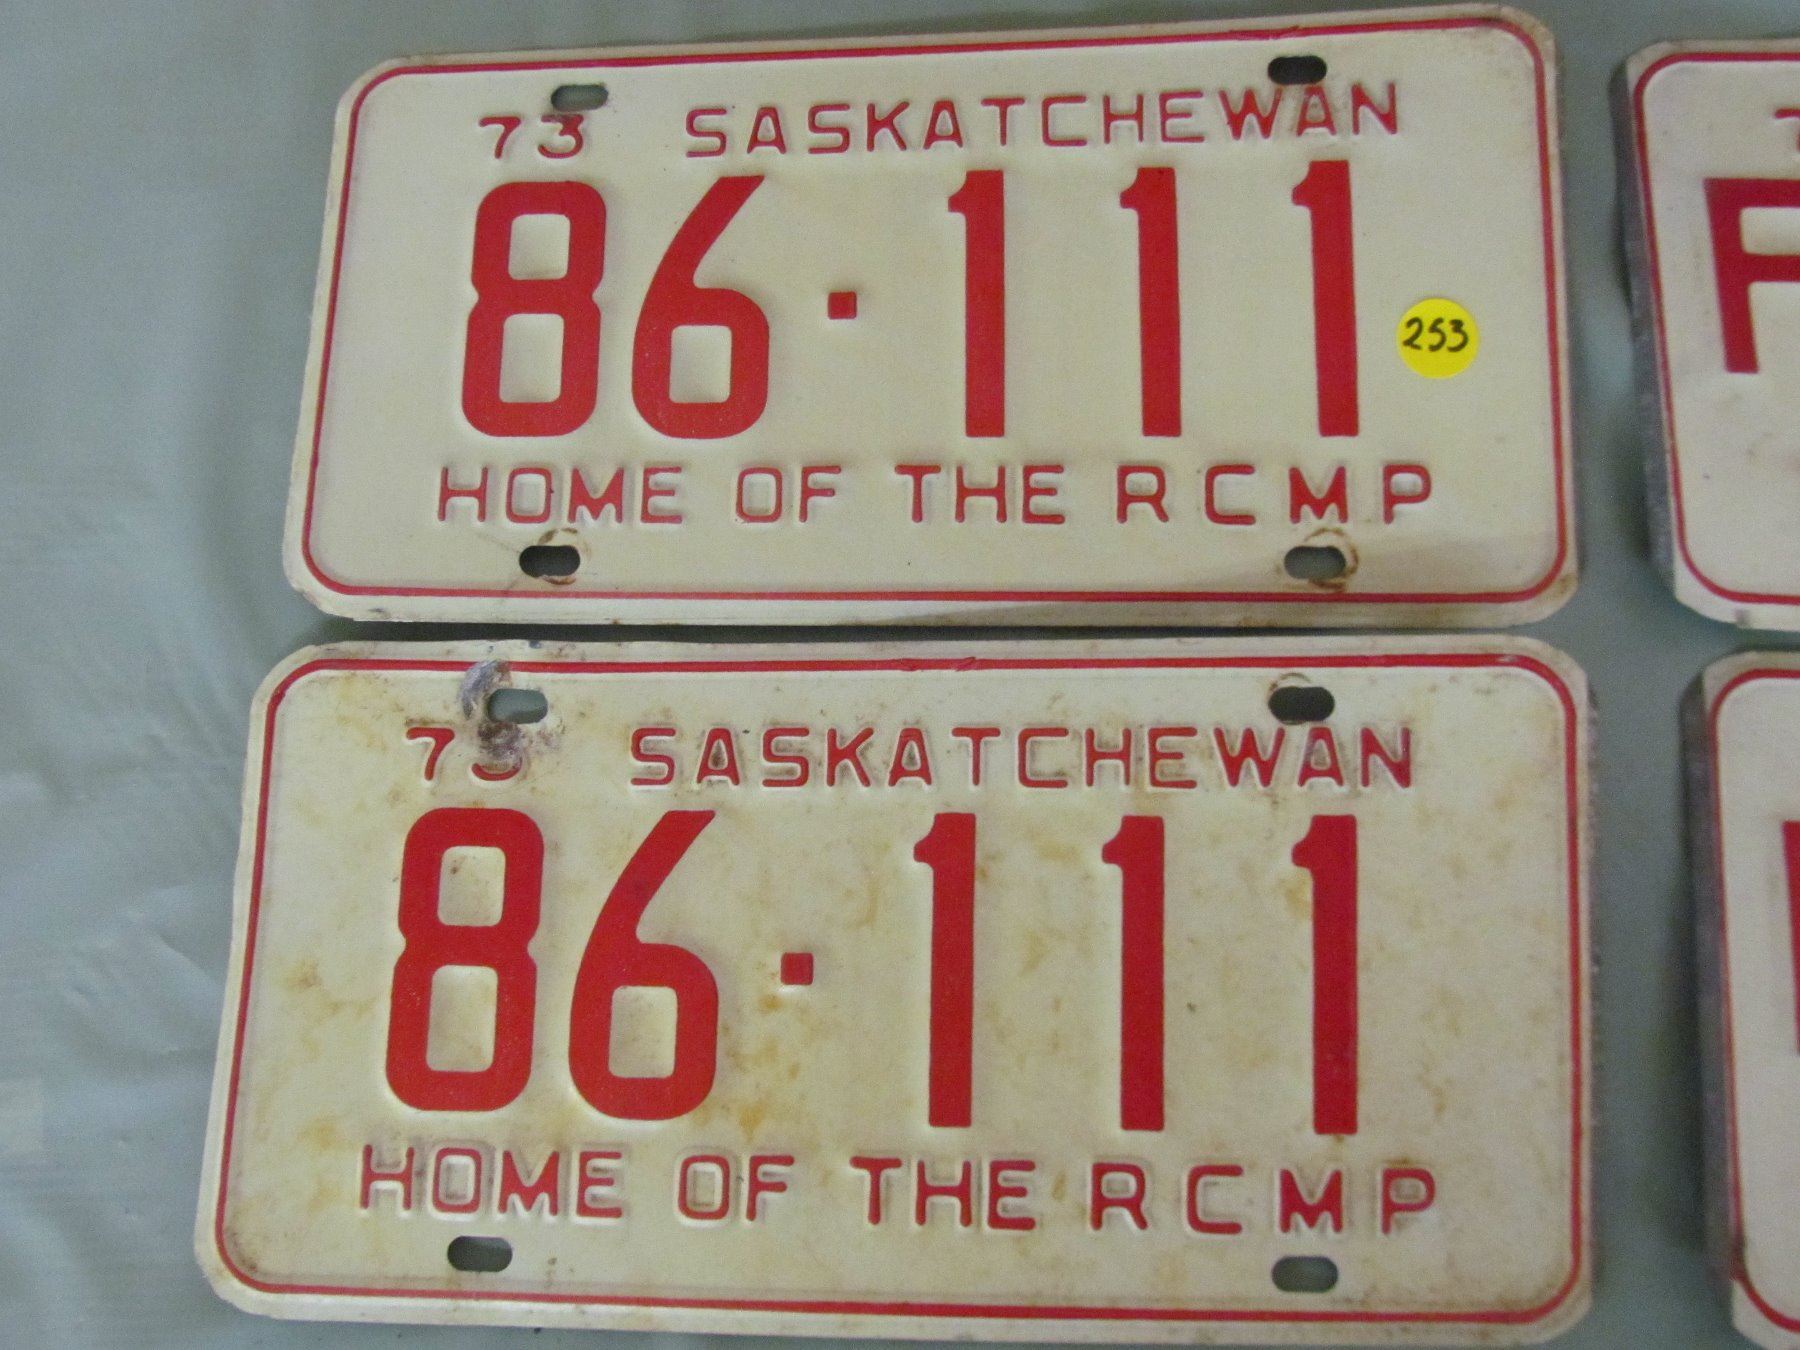 73 SASKATCHEWAN
86·111
253
HOME OF THE RCMP
73 SASKATCHEWAN
86·111
HOME OF THE RCMP